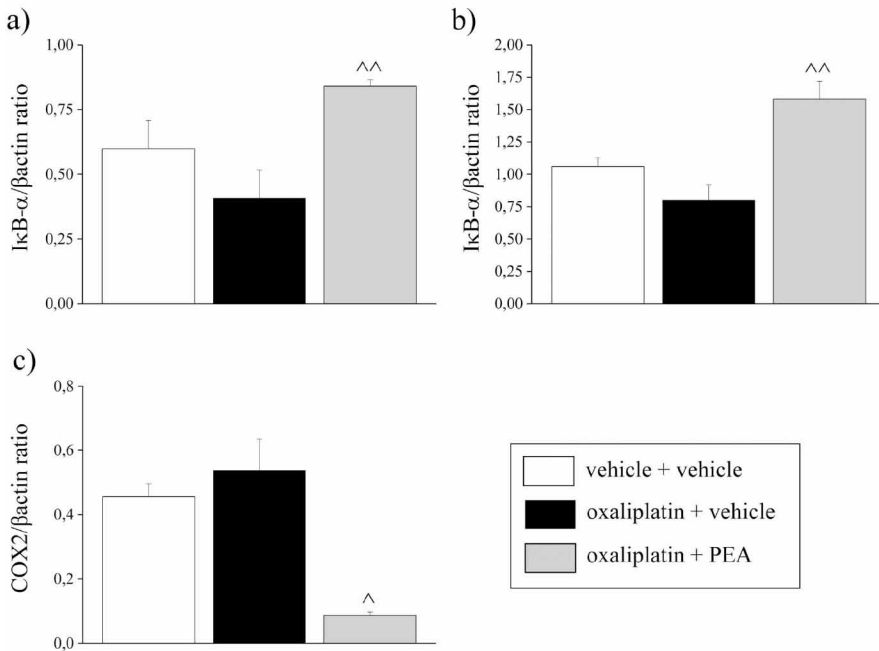 a)
IκB-α/βactin ratio
1,00
0,75
0,50
0,25
0,00
^^
b)
IκB-α/βactin ratio
2,00
1,75
1,50
1,25
1,00
0,75
0,50
0,25
0,00
^^
c)
COX2/βactin ratio
0,8
0,6
0,4
0,2
0,0
^
vehicle + vehicle
oxaliplatin + vehicle
oxaliplatin + PEA